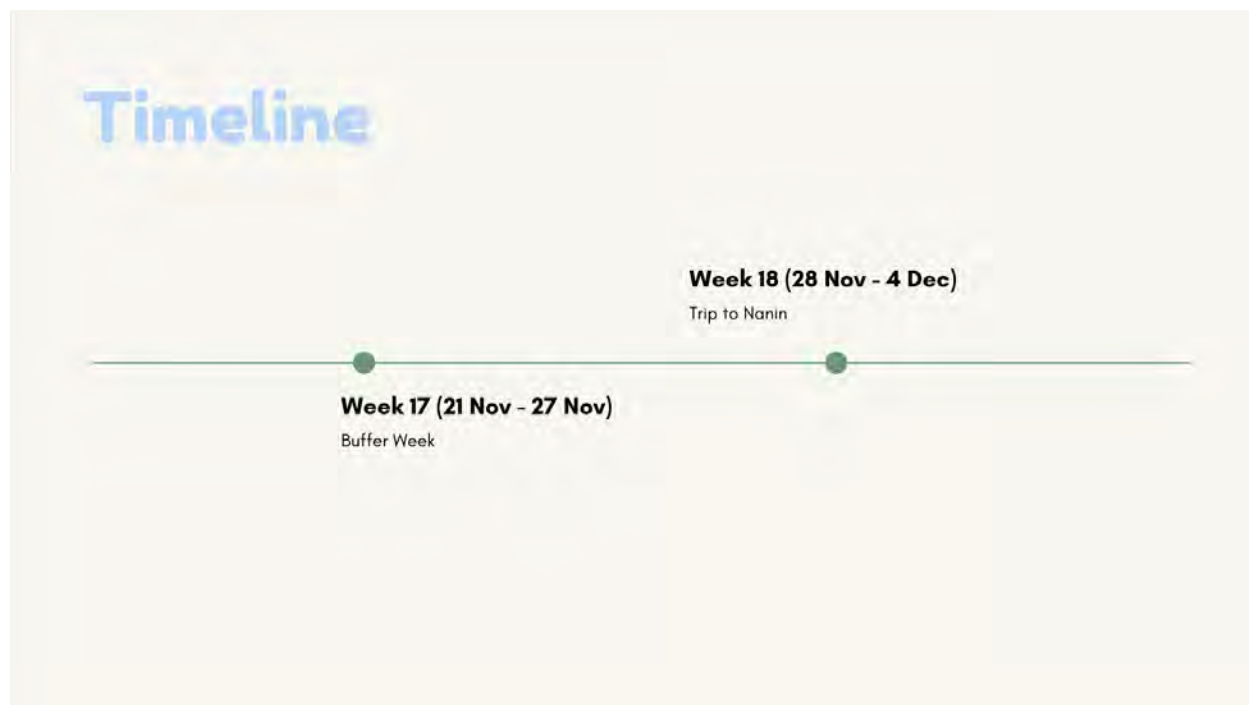 Timeline
Week 18 (28 Nov - 4 Dec)
Trip to Nanin
Week 17 (21 Nov - 27 Nov)
Buffer Week